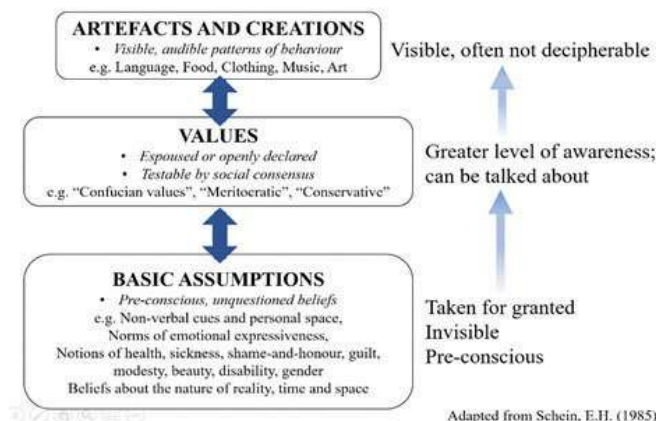 ARTEFACTS AND CREATIONS
• Visible, audible patterns of behaviour
e.g. Language, Food, Clothing, Music, Art
Visible, often not decipherable
VALUES
• Espoused or openly declared
• Testable by social consensus
e.g. “Confucian values”, “Meritocratic”, “Conservative”
Greater level of awareness;
can be talked about
BASIC ASSUMPTIONS
• Pre-conscious, unquestioned beliefs
e.g. Non-verbal cues and personal space,
Norms of emotional expressiveness,
Notions of health, sickness, shame-and-honour, guilt,
modesty, beauty, disability, gender
Beliefs about the nature of reality, time and space
Taken for granted
Invisible
Pre-conscious
Adapted from Schein, E.H. (1985)